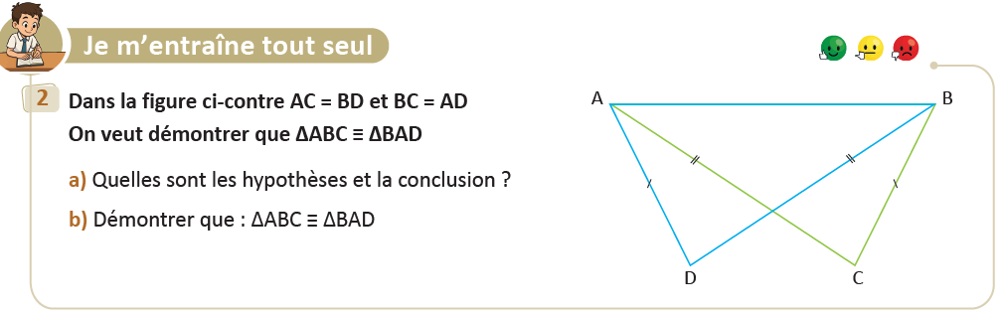 Je m’entraîne tout seul
2 Dans la figure ci-contre AC = BD et BC = AD
On veut démontrer que ΔABC ≡ ΔBAD
a) Quelles sont les hypothèses et la conclusion ?
b) Démontrer que : ΔABC ≡ ΔBAD
A B
D C